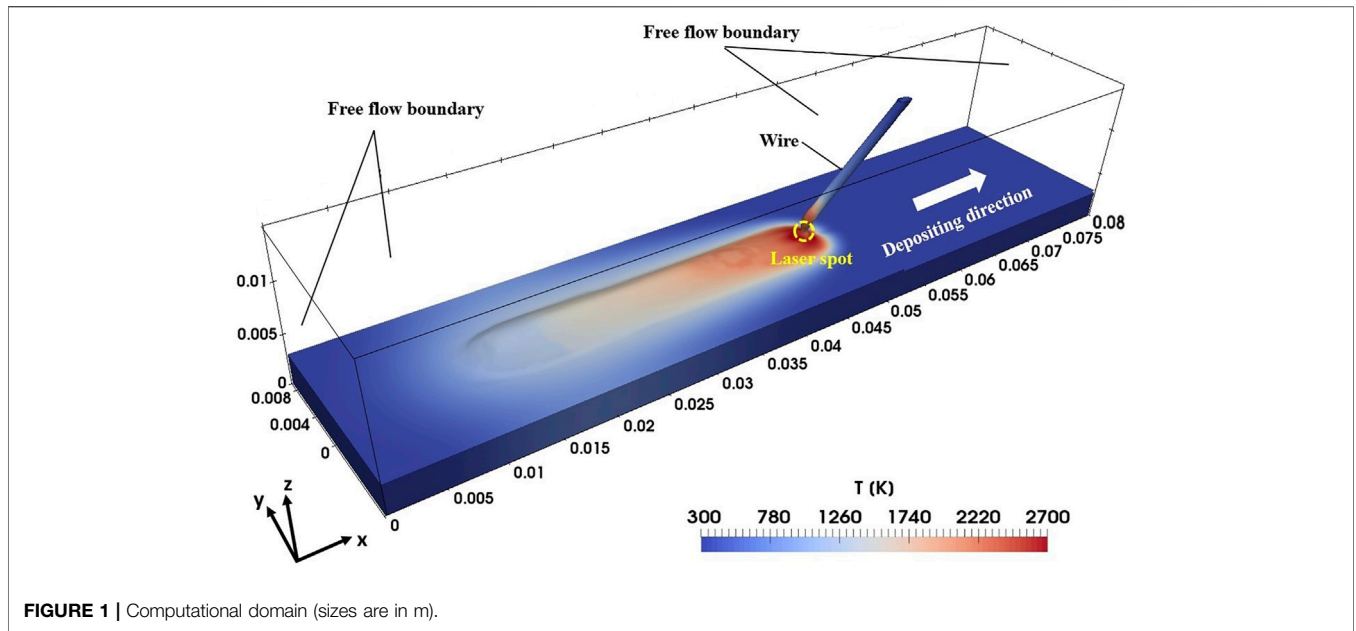 Free flow boundary
Free flow boundary
Wire
Depositing direction
Laser spot
0.01
0.005
0
0.008
0.004
0
0
0.005
0.01
0.015
0.02
0.025
0.03
0.035
0.04
0.045
0.05
0.055
0.06
0.065
0.07
0.075
0.08
z
y
x
T (K)
300 780 1260 1740 2220 2700
FIGURE 1 | Computational domain (sizes are in m).